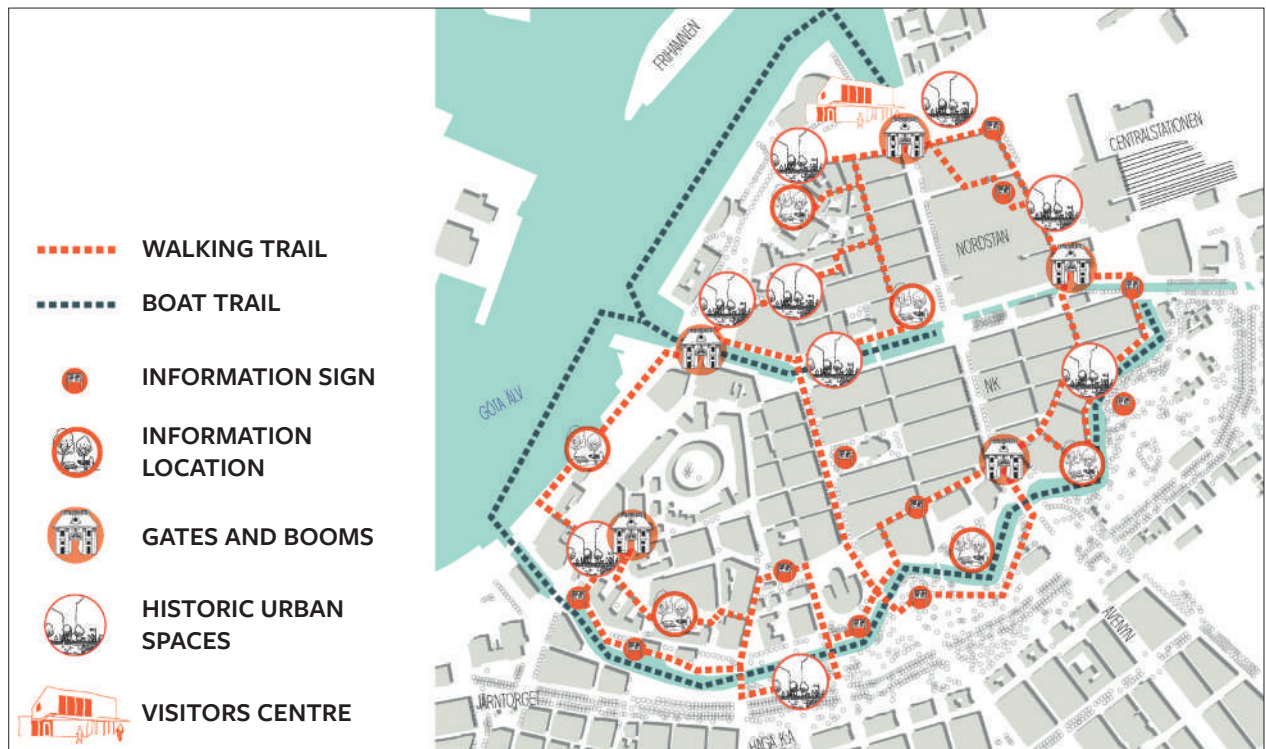 WALKING TRAIL
BOAT TRAIL
INFORMATION SIGN
INFORMATION
LOCATION
GATES AND BOOMS
HISTORIC URBAN
SPACES
VISITORS CENTRE
FRIHAMNEN
CENTRALSTATIONEN
NORDSTAN
NK
GÖTA ÄLV
AVENYN
JÄRNTORGET
HAGA